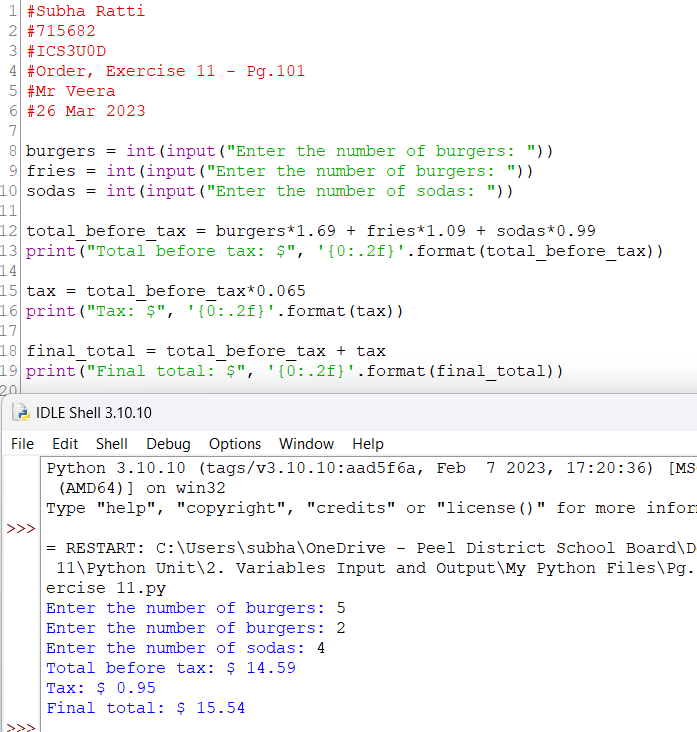 1 #Subha Ratti
2 #715682
3 #ICS3U0D
4 #Order, Exercise 11 - Pg.101
5 #Mr Veera
6 #26 Mar 2023
7
8 burgers = int(input("Enter the number of burgers: "))
9 fries = int(input("Enter the number of burgers: "))
10 sodas = int(input("Enter the number of sodas: "))
11
12 total_before_tax = burgers*1.69 + fries*1.09 + sodas*0.99
13 print("Total before tax: $", '{0:.2f}'.format(total_before_tax))
14
15 tax = total_before_tax*0.065
16 print("Tax: $", '{0:.2f}'.format(tax))
17
18 final_total = total_before_tax + tax
19 print("Final total: $", '{0:.2f}'.format(final_total))
20
IDLE Shell 3.10.10
File Edit Shell Debug Options Window Help
Python 3.10.10 (tags/v3.10.10:aad5f6a, Feb 7 2023, 17:20:36) [MS
(AMD64)] on win32
Type "help", "copyright", "credits" or "license()" for more infor
>>>
= RESTART: C:\Users\subha\OneDrive - Peel District School Board\D
11\Python Unit\2. Variables Input and Output\My Python Files\Pg.
ercise 11.py
Enter the number of burgers: 5
Enter the number of burgers: 2
Enter the number of sodas: 4
Total before tax: $ 14.59
Tax: $ 0.95
Final total: $ 15.54
>>>